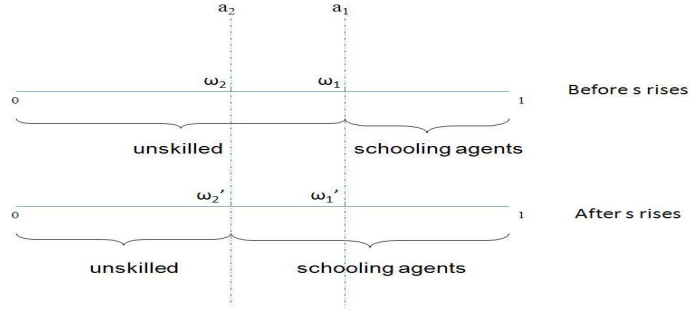 a2 a1
ω2 ω1
0 1 Before s rises
unskilled schooling agents
ω2′ ω1′
0 1 After s rises
unskilled schooling agents